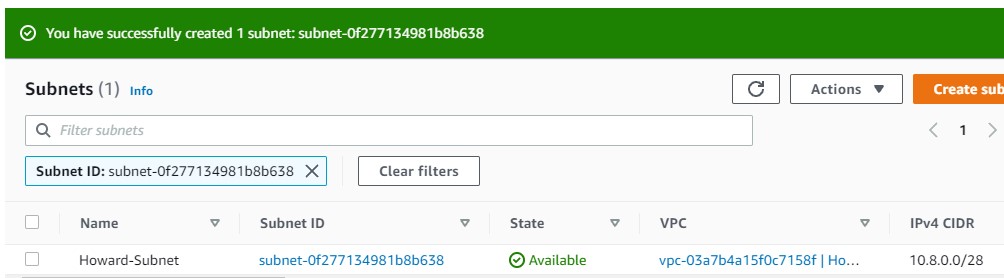 You have successfully created 1 subnet: subnet-0f277134981b8b638
Subnets (1) Info
Actions
Create sub
Filter subnets
1
Subnet ID: subnet-0f277134981b8b638
Clear filters
Name Subnet ID State VPC IPv4 CIDR
Howard-Subnet subnet-0f277134981b8b638 Available vpc-03a7b4a15f0c7158f | Ho... 10.8.0.0/28